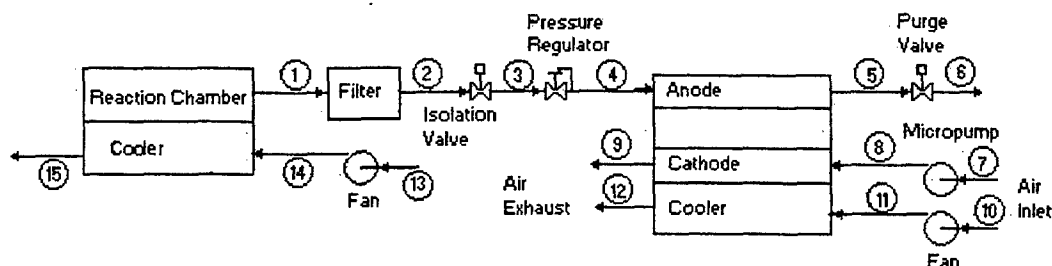 Pressure
Regulator
Purge
Valve
1
2
3
4
5
6
Reaction Chamber
Filter
Anode
Isolation
Valve
Cooler
Micropump
15
14
13
Fan
9
Cathode
8
7
Air
Exhaust
12
Cooler
11
10
Air
Inlet
Fan